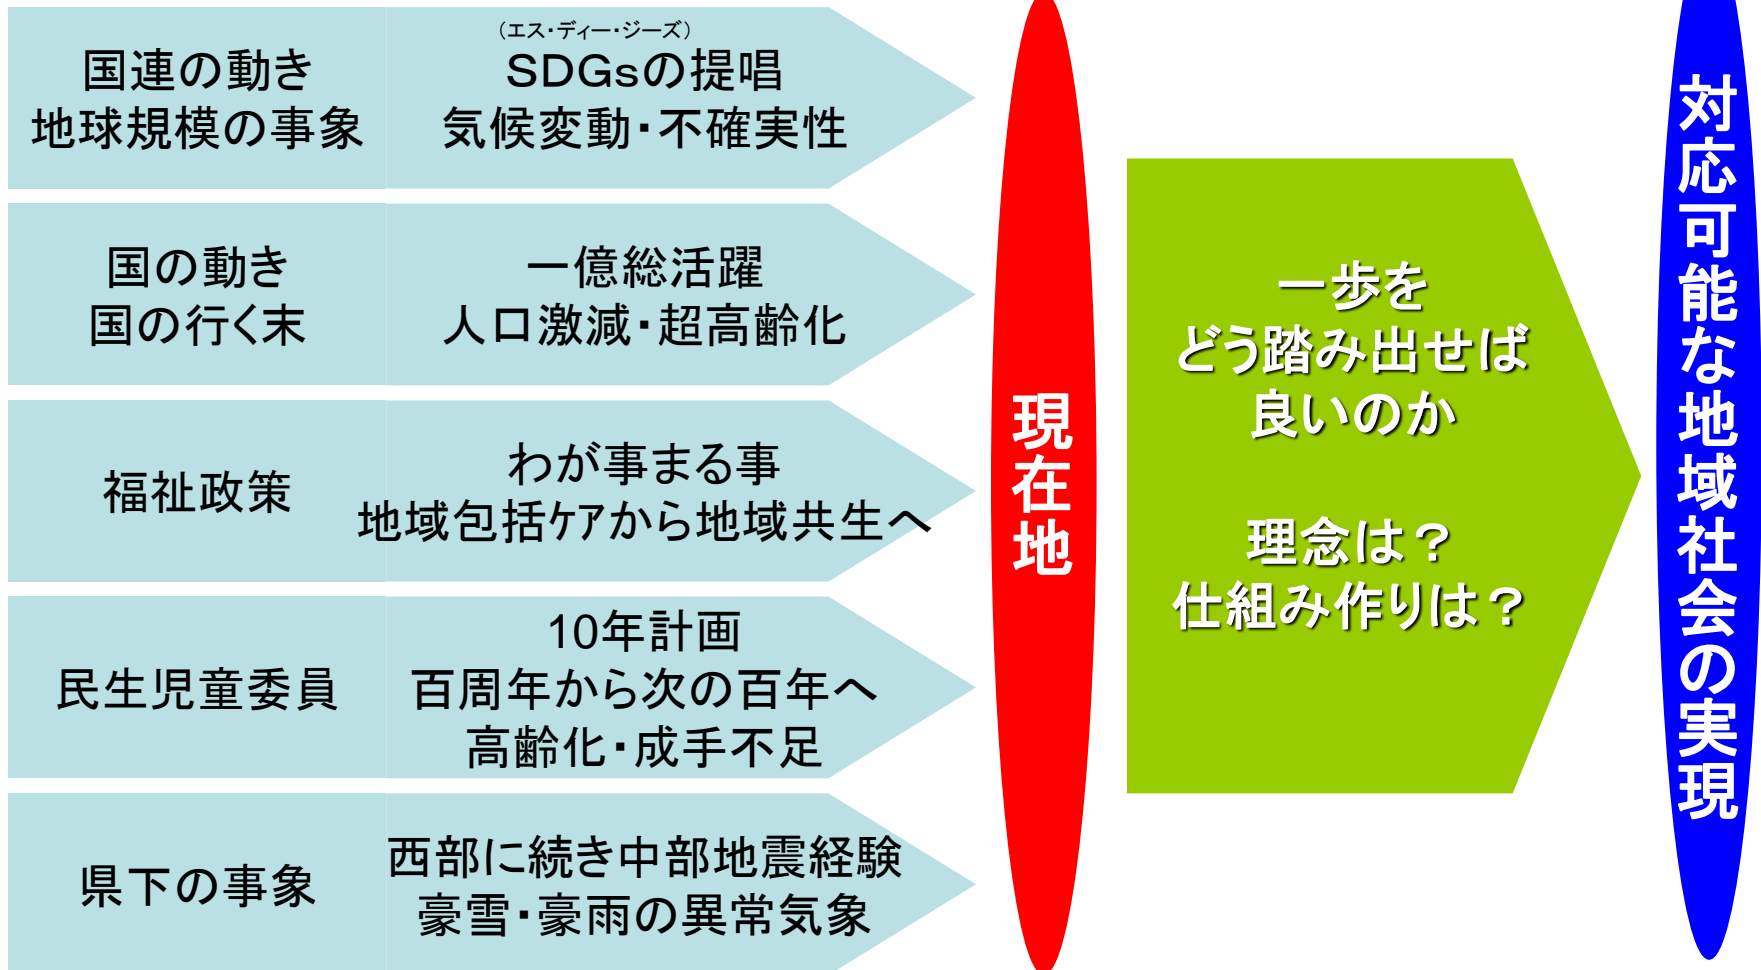 国連の動き
地球規模の事象
（エス・ディー・ジーズ）
SDGsの提唱
気候変動・不確実性
国の動き
国の行く末
一億総活躍
人口激減・超高齢化
福祉政策
わが事まる事
地域包括ｹｱから地域共生へ
民生児童委員
10年計画
百周年から次の百年へ
高齢化・成手不足
県下の事象
西部に続き中部地震経験
豪雪・豪雨の異常気象
現在地
一歩を
どう踏み出せば
良いのか
理念は？
仕組み作りは？
対応可能な地域社会の実現